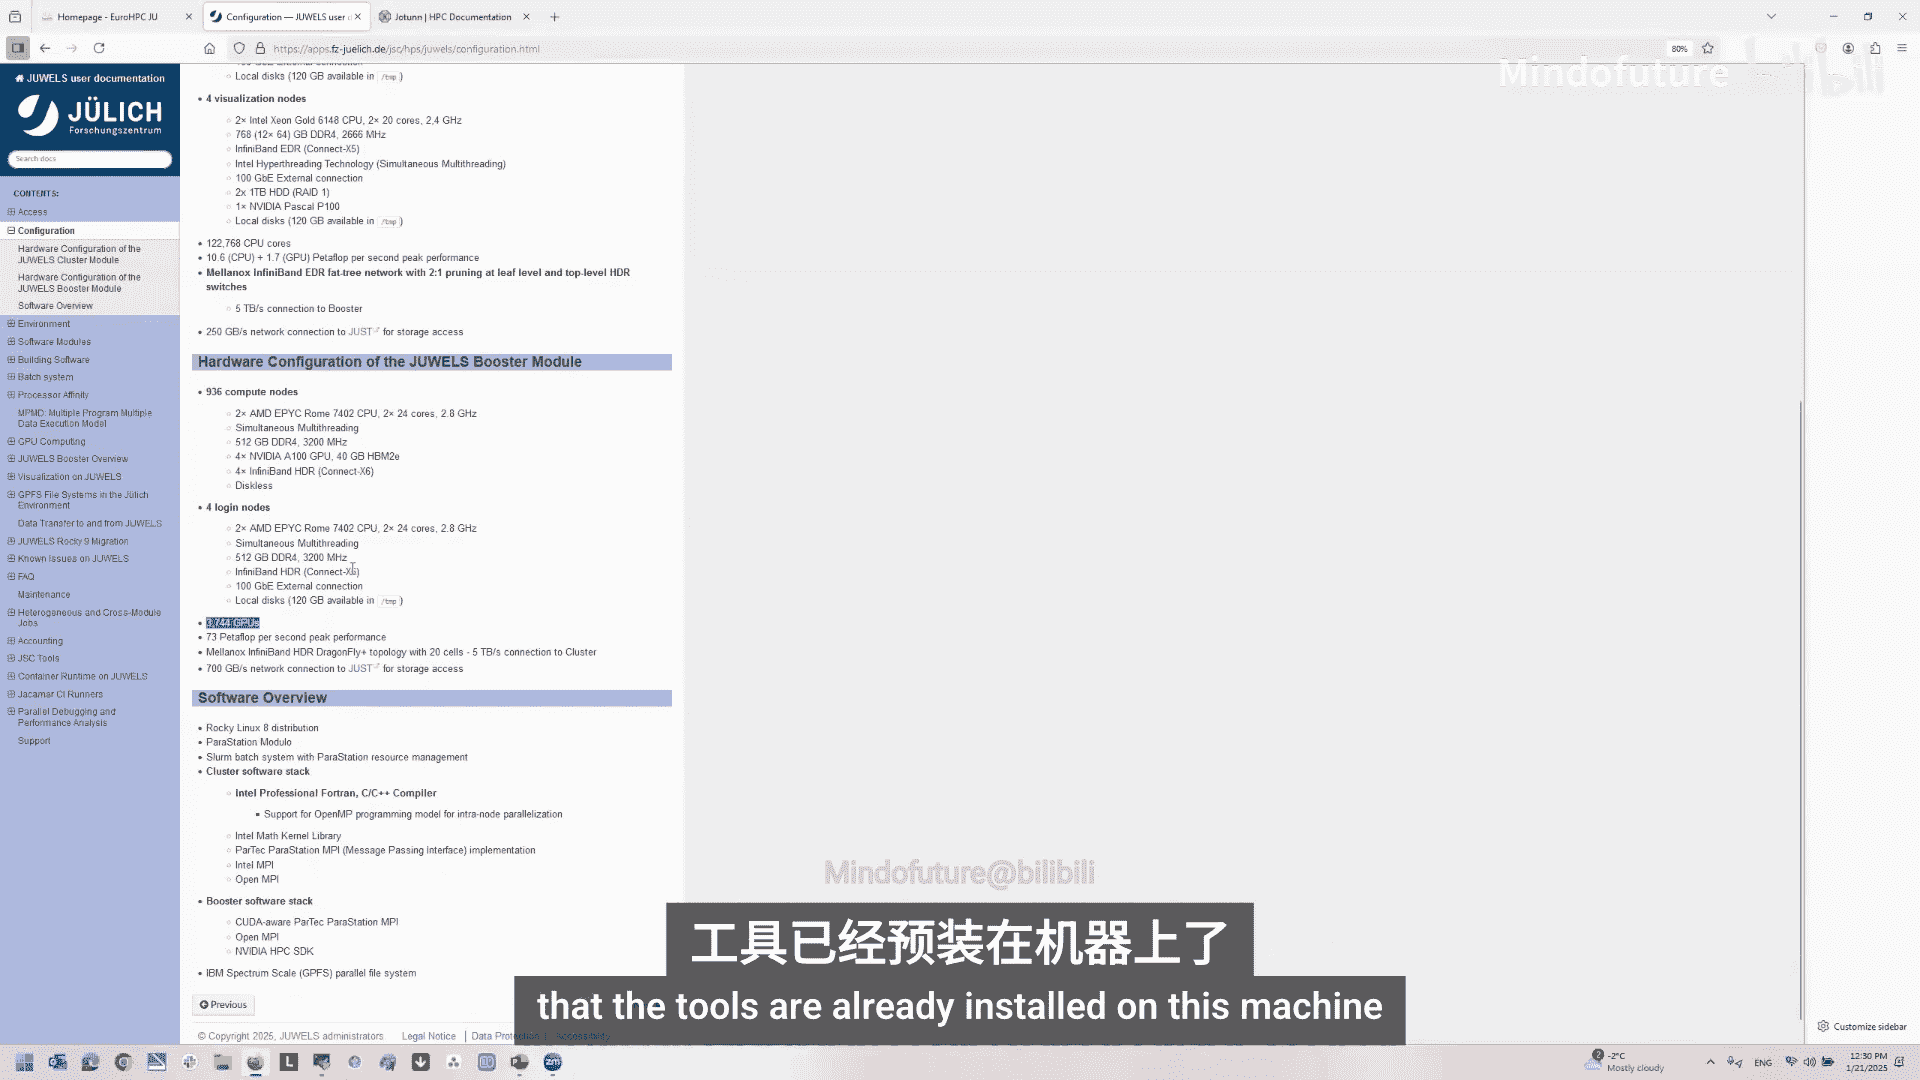 Homepage - EuroHPC JU
Configuration — JUWELS user
Jotunn | HPC Documentation
https://apps.fz-juelich.de/jsc/hps/juwels/configuration.html
80%
Mindofuture bilibili
JUWELS user documentation
JÜLICH
Forschungszentrum
Search docs
CONTENTS:
Access
Configuration
Hardware Configuration of the
JUWELS Cluster Module
Hardware Configuration of the
JUWELS Booster Module
Software Overview
Environment
Software Modules
Building Software
Batch system
Processor Affinity
MPMD: Multiple Program Multiple
Data Execution Model
GPU Computing
JUWELS Booster Overview
Visualization on JUWELS
GPFS File Systems in the Jülich
Environment
Data Transfer to and from JUWELS
JUWELS Rocky 9 Migration
Known Issues on JUWELS
FAQ
Maintenance
Heterogeneous and Cross-Module
Jobs
Accounting
JSC Tools
Container Runtime on JUWELS
Jacamar CI Runners
Parallel Debugging and
Performance Analysis
Support
Local disks (120 GB available in /tmp )
4 visualization nodes
2× Intel Xeon Gold 6148 CPU, 2× 20 cores, 2,4 GHz
768 (12× 64) GB DDR4, 2666 MHz
InfiniBand EDR (Connect-X5)
Intel Hyperthreading Technology (Simultaneous Multithreading)
100 GbE External connection
2x 1TB HDD (RAID 1)
1× NVIDIA Pascal P100
Local disks (120 GB available in /tmp )
122,768 CPU cores
10.6 (CPU) + 1.7 (GPU) Petaflop per second peak performance
Mellanox InfiniBand EDR fat-tree network with 2:1 pruning at leaf level and top-level HDR
switches
5 TB/s connection to Booster
250 GB/s network connection to JUST for storage access
Hardware Configuration of the JUWELS Booster Module
936 compute nodes
2× AMD EPYC Rome 7402 CPU, 2× 24 cores, 2.8 GHz
Simultaneous Multithreading
512 GB DDR4, 3200 MHz
4× NVIDIA A100 GPU, 40 GB HBM2e
4× InfiniBand HDR (Connect-X6)
Diskless
4 login nodes
2× AMD EPYC Rome 7402 CPU, 2× 24 cores, 2.8 GHz
Simultaneous Multithreading
512 GB DDR4, 3200 MHz
InfiniBand HDR (Connect-X6)
100 GbE External connection
Local disks (120 GB available in /tmp )
3,744 GPUs
73 Petaflop per second peak performance
Mellanox InfiniBand HDR DragonFly+ topology with 20 cells - 5 TB/s connection to Cluster
700 GB/s network connection to JUST for storage access
Software Overview
Rocky Linux 8 distribution
ParaStation Modulo
Slurm batch system with ParaStation resource management
Cluster software stack
Intel Professional Fortran, C/C++ Compiler
Support for OpenMP programming model for intra-node parallelization
Intel Math Kernel Library
ParTec ParaStation MPI (Message Passing Interface) implementation
Intel MPI
Open MPI
Booster software stack
CUDA-aware ParTec ParaStation MPI
Open MPI
NVIDIA HPC SDK
IBM Spectrum Scale (GPFS) parallel file system
Previous
© Copyright 2025, JUWELS administrators Legal Notice | Data Protection Accessibility
Mindofuture@bilibili
工具已经预装在机器上了
that the tools are already installed on this machine
Customize sidebar
2
-2°C
Mostly cloudy
ENG
12:30 PM
1/21/2025